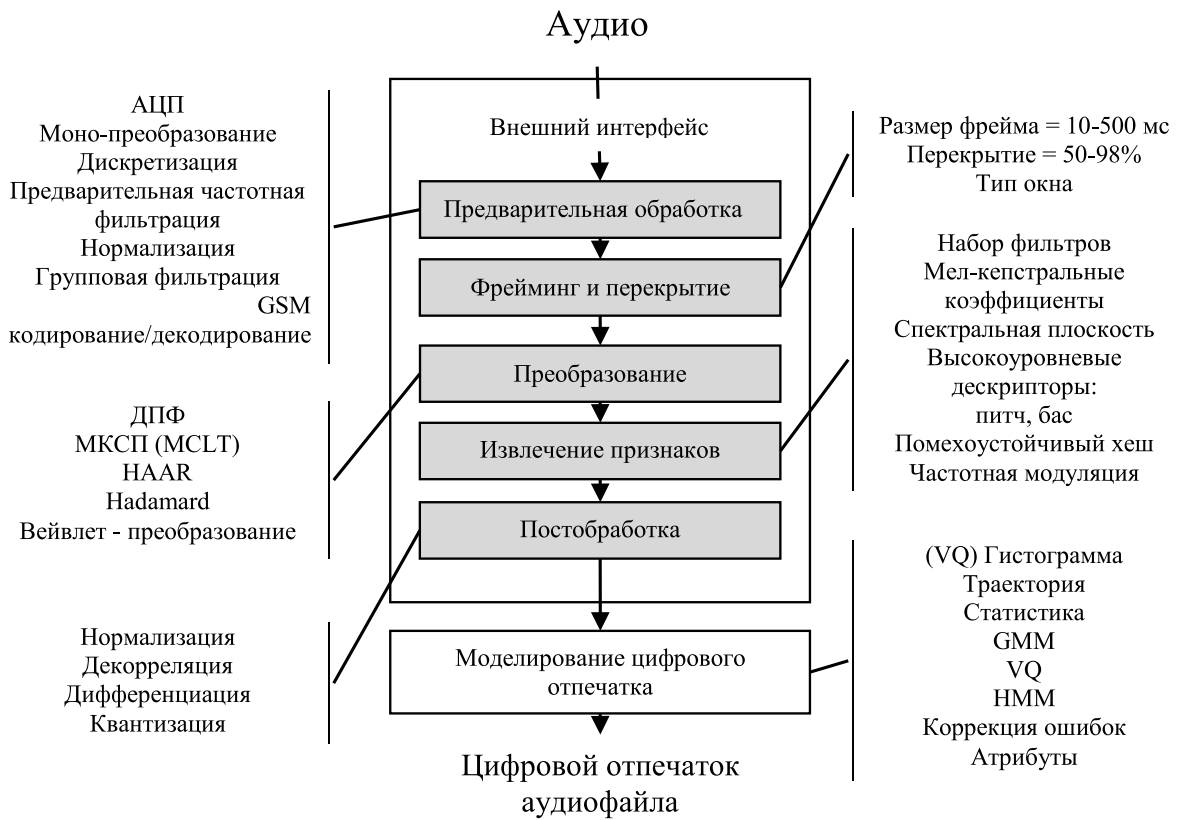 Аудио
АЦП
Моно-преобразование
Дискретизация
Предварительная частотная
фильтрация
Нормализация
Групповая фильтрация
GSM
кодирование/декодирование
ДПФ
МКСП (MCLT)
HAAR
Hadamard
Вейвлет - преобразование
Нормализация
Декорреляция
Дифференциация
Квантизация
Внешний интерфейс
Предварительная обработка
Фрейминг и перекрытие
Преобразование
Извлечение признаков
Постобработка
Моделирование цифрового
отпечатка
Цифровой отпечаток
аудиофайла
Размер фрейма = 10-500 мс
Перекрытие = 50-98%
Тип окна
Набор фильтров
Мел-кепстральные
коэффициенты
Спектральная плоскость
Высокоуровневые
дескрипторы:
питч, бас
Помехоустойчивый хеш
Частотная модуляция
(VQ) Гистограмма
Траектория
Статистика
GMM
VQ
HMM
Коррекция ошибок
Атрибуты